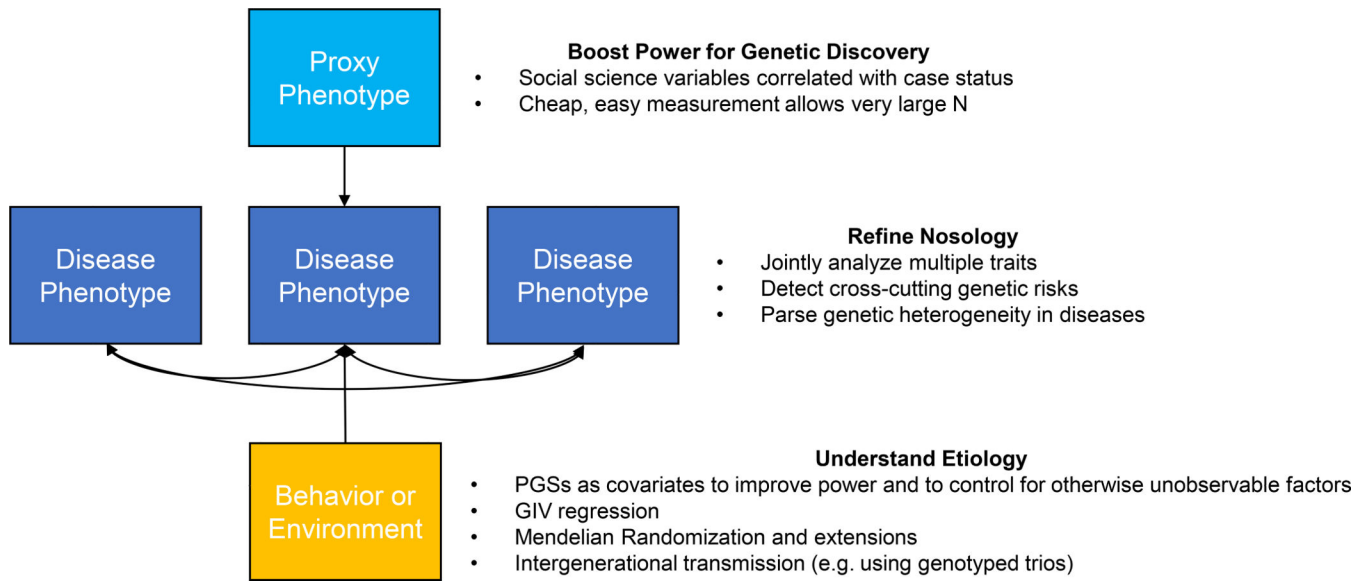 Proxy
Phenotype
Boost Power for Genetic Discovery
• Social science variables correlated with case status
• Cheap, easy measurement allows very large N
Disease
Phenotype
Disease
Phenotype
Disease
Phenotype
Refine Nosology
• Jointly analyze multiple traits
• Detect cross-cutting genetic risks
• Parse genetic heterogeneity in diseases
Behavior or
Environment
Understand Etiology
• PGSs as covariates to improve power and to control for otherwise unobservable factors
• GIV regression
• Mendelian Randomization and extensions
• Intergenerational transmission (e.g. using genotyped trios)